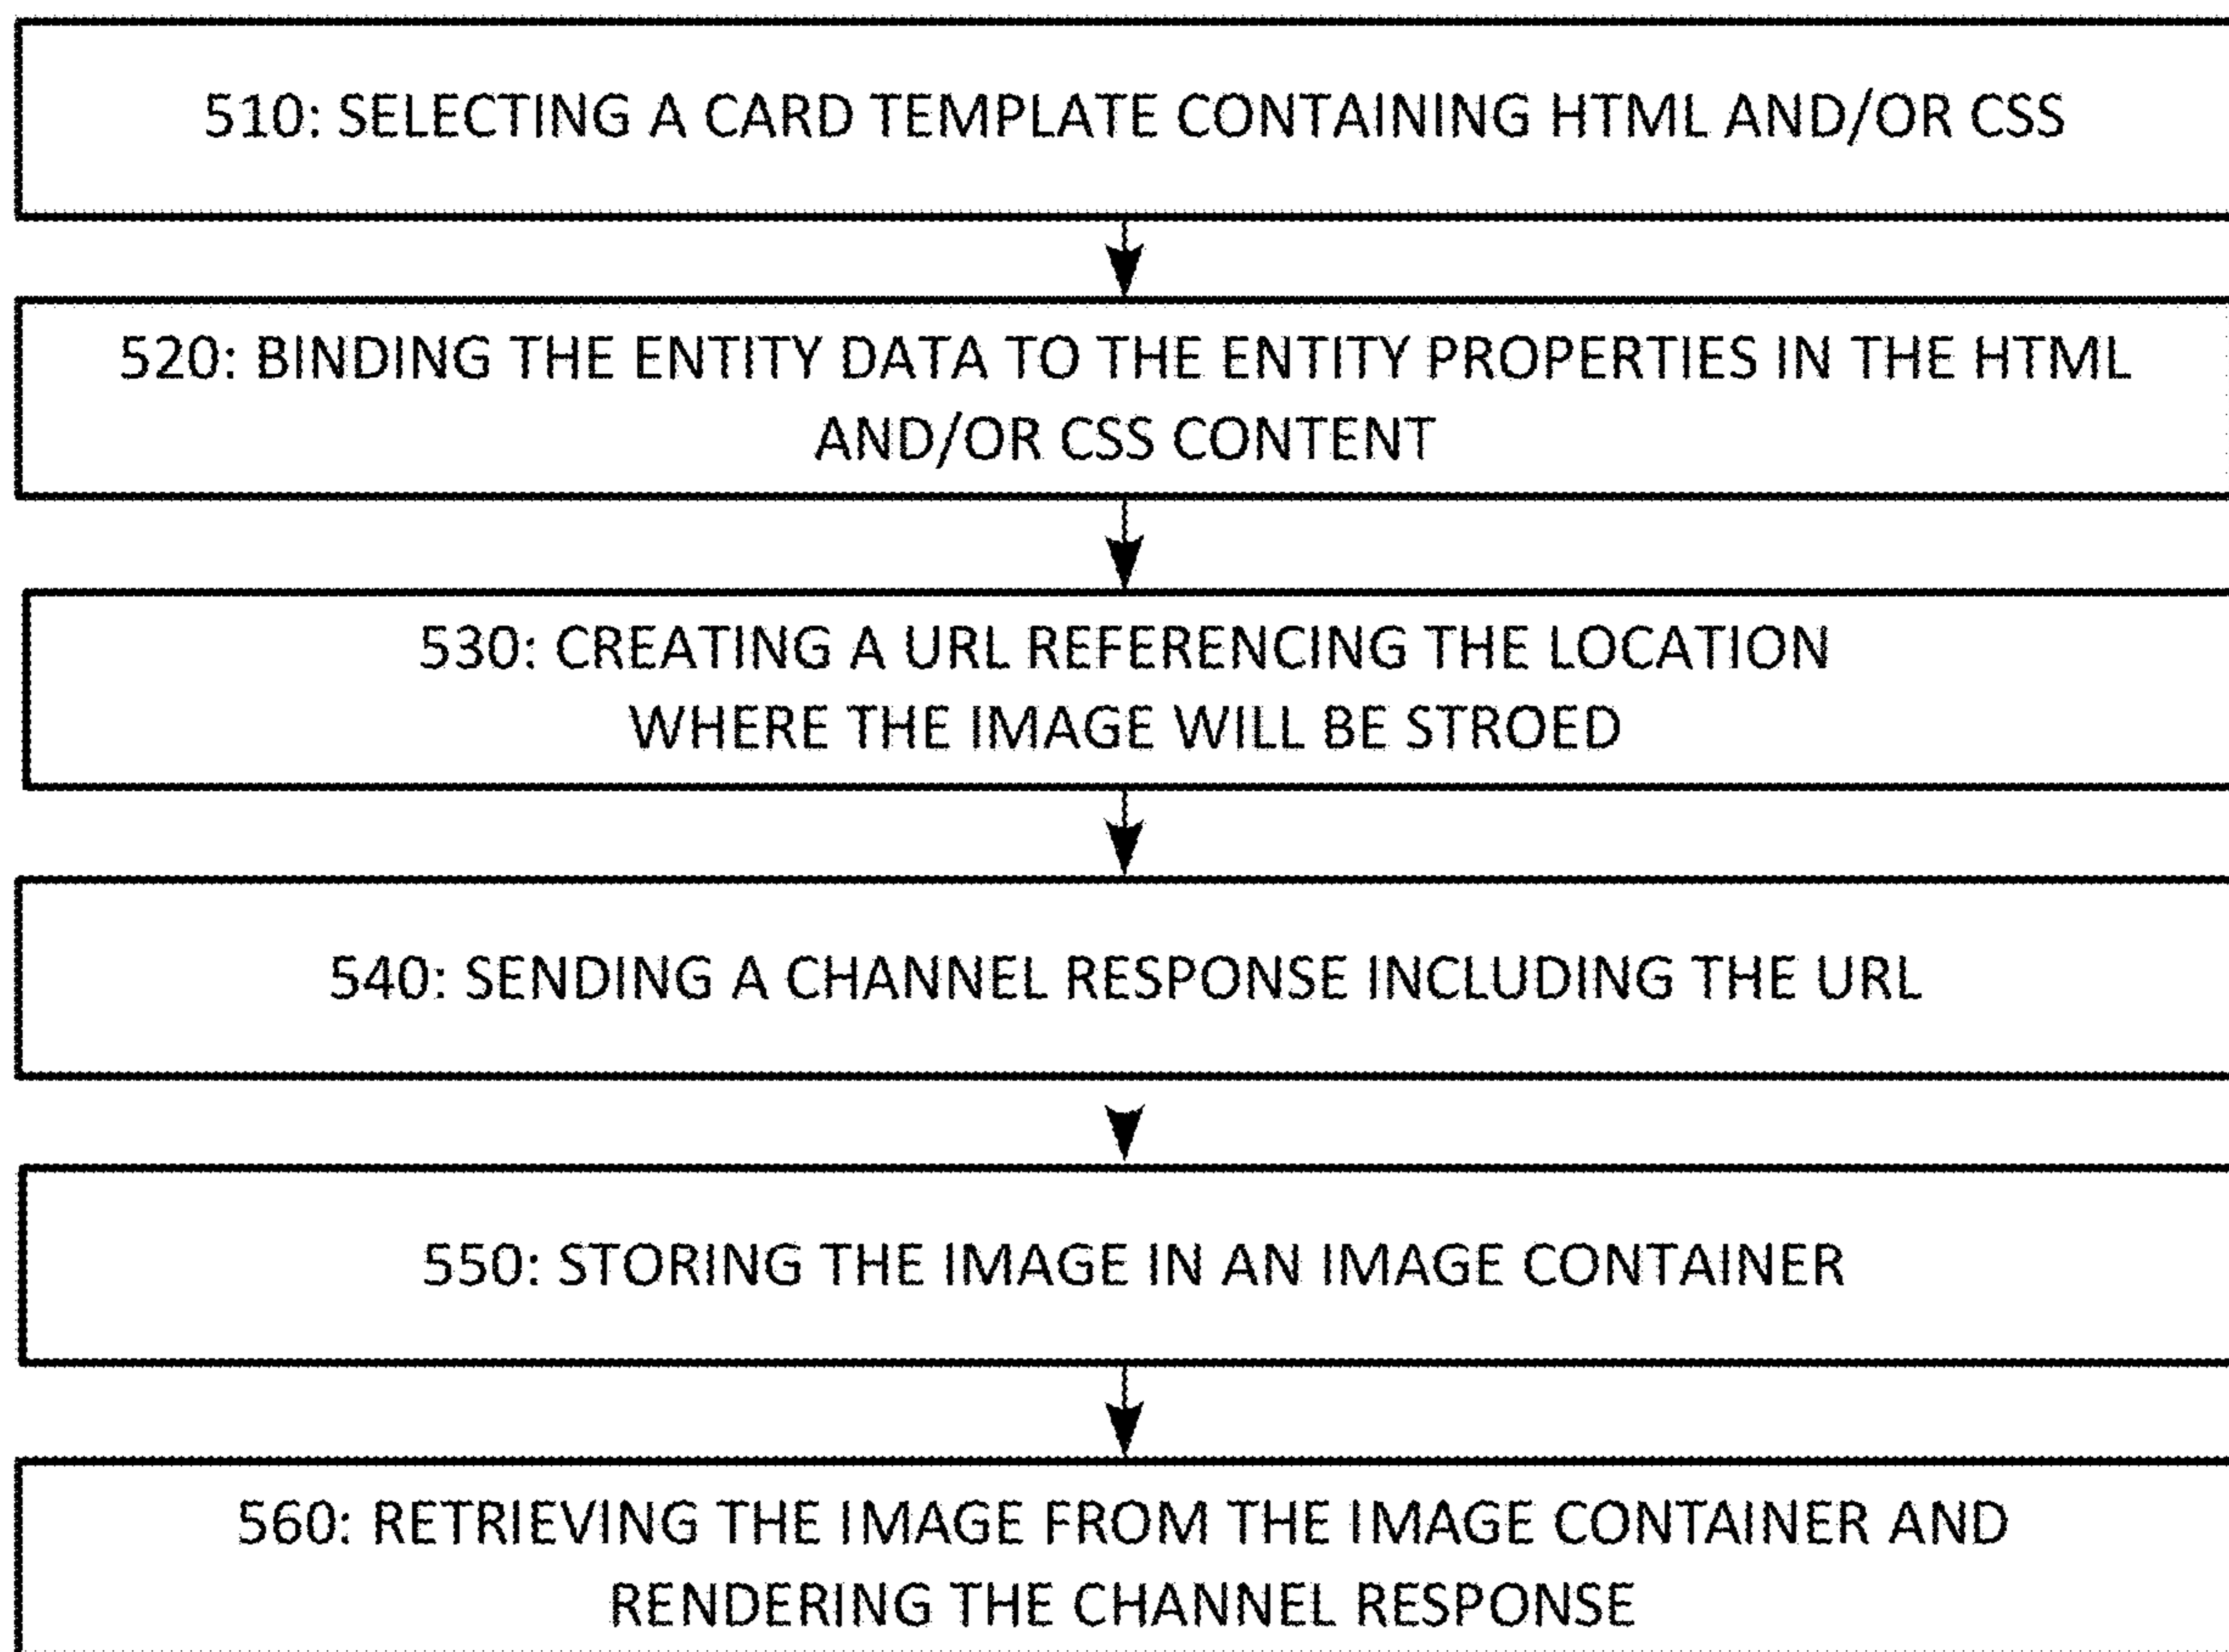 510: SELECTING A CARD TEMPLATE CONTAINING HTML AND/OR CSS
520: BINDING THE ENTITY DATA TO THE ENTITY PROPERTIES IN THE HTML
AND/OR CSS CONTENT
530: CREATING A URL REFERENCING THE LOCATION
WHERE THE IMAGE WILL BE STROED
540: SENDING A CHANNEL RESPONSE INCLUDING THE URL
550: STORING THE IMAGE IN AN IMAGE CONTAINER
560: RETRIEVING THE IMAGE FROM THE IMAGE CONTAINER AND
RENDERING THE CHANNEL RESPONSE